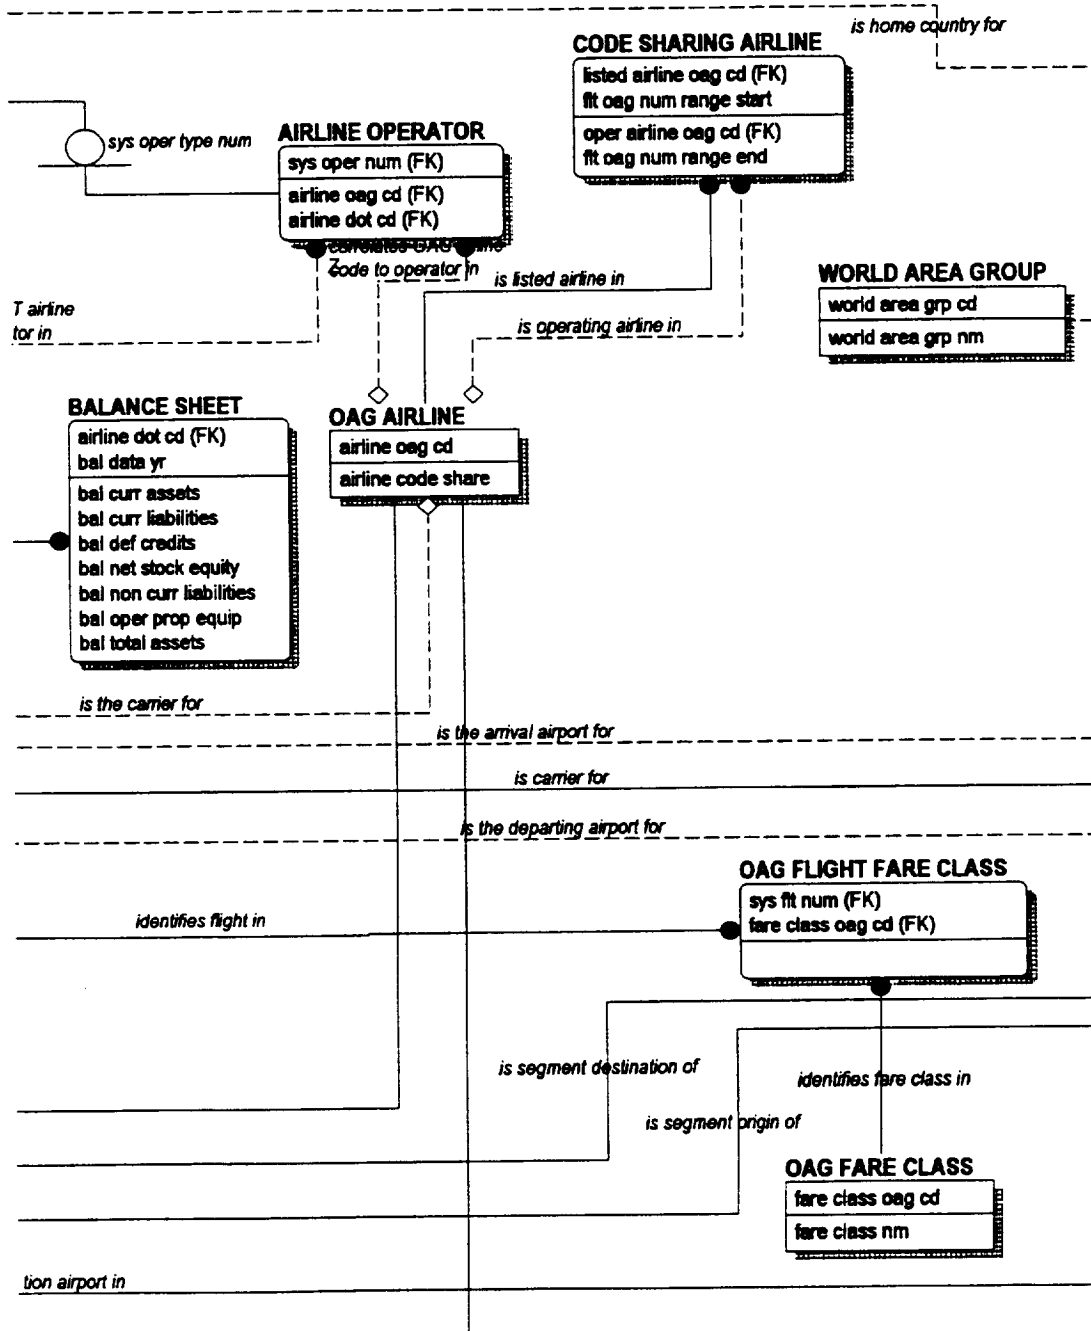 is home country for
CODE SHARING AIRLINE
listed airline oag cd (FK)
flt oag num range start
oper airline oag cd (FK)
flt oag num range end
sys oper type num
AIRLINE OPERATOR
sys oper num (FK)
airline oag cd (FK)
airline dot cd (FK)
correlates OAG airline
code to operator in
is listed airline in
is operating airline in
WORLD AREA GROUP
world area grp cd
world area grp nm
T airline
tor in
BALANCE SHEET
airline dot cd (FK)
bal data yr
bal curr assets
bal curr liabilities
bal def credits
bal net stock equity
bal non curr liabilities
bal oper prop equip
bal total assets
OAG AIRLINE
airline oag cd
airline code share
is the carrier for
is the arrival airport for
is carrier for
is the departing airport for
OAG FLIGHT FARE CLASS
sys flt num (FK)
fare class oag cd (FK)
identifies flight in
is segment destination of
identifies fare class in
is segment origin of
OAG FARE CLASS
fare class oag cd
fare class nm
tion airport in